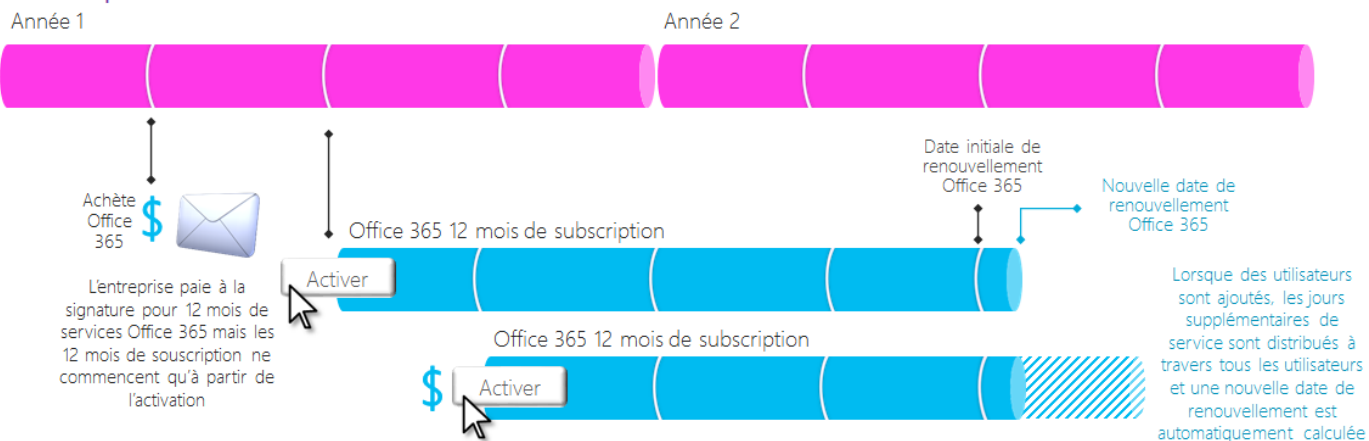 Année 1
Année 2
Achète
Office
365
$
L'entreprise paie à la
signature pour 12 mois de
services Office 365 mais les
12 mois de souscription ne
commencent qu'à partir de
l'activation
Office 365 12 mois de subscription
Activer
Date initiale de
renouvellement
Office 365
Nouvelle date de
renouvellement
Office 365
Office 365 12 mois de subscription
$
Activer
Lorsque des utilisateurs
sont ajoutés, les jours
supplémentaires de
service sont distribués à
travers tous les utilisateurs
et une nouvelle date de
renouvellement est
automatiquement calculée